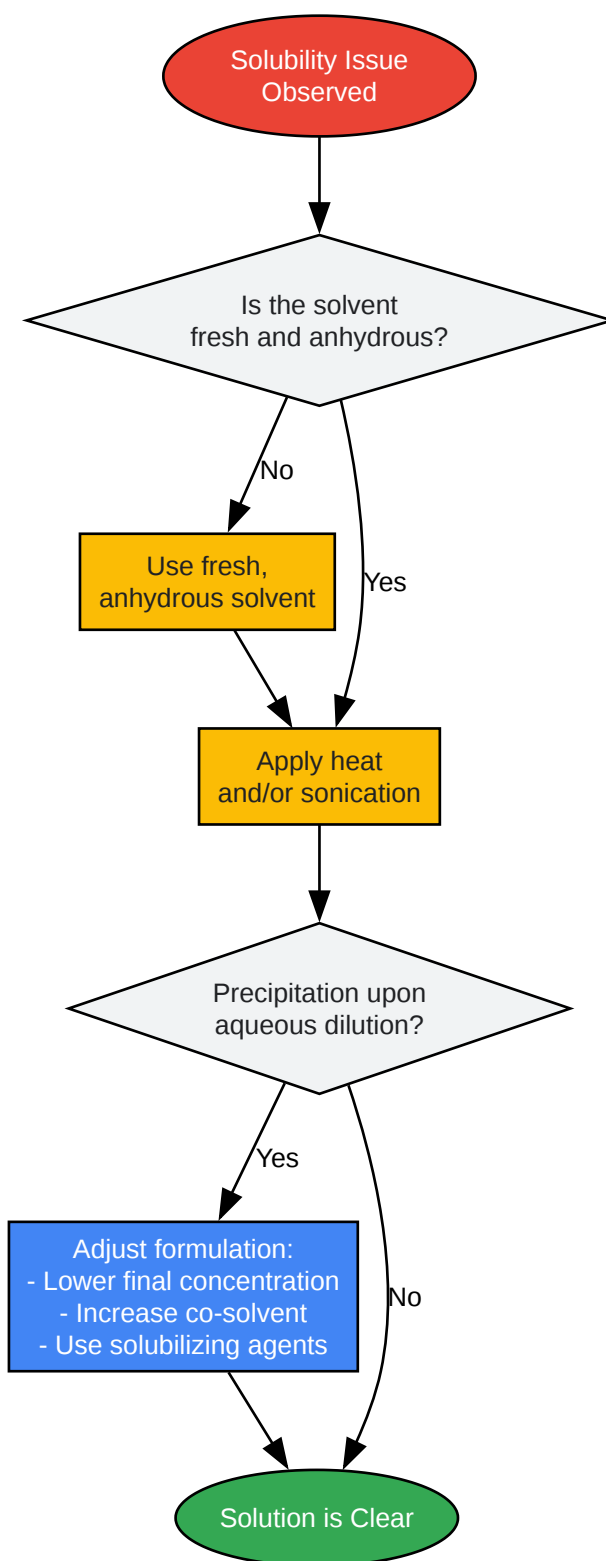 Solubility Issue
Observed
Is the solvent
fresh and anhydrous?
No
Use fresh,
anhydrous solvent
Yes
Apply heat
and/or sonication
Precipitation upon
aqueous dilution?
Yes
Adjust formulation:
- Lower final concentration
- Increase co-solvent
- Use solubilizing agents
No
Solution is Clear